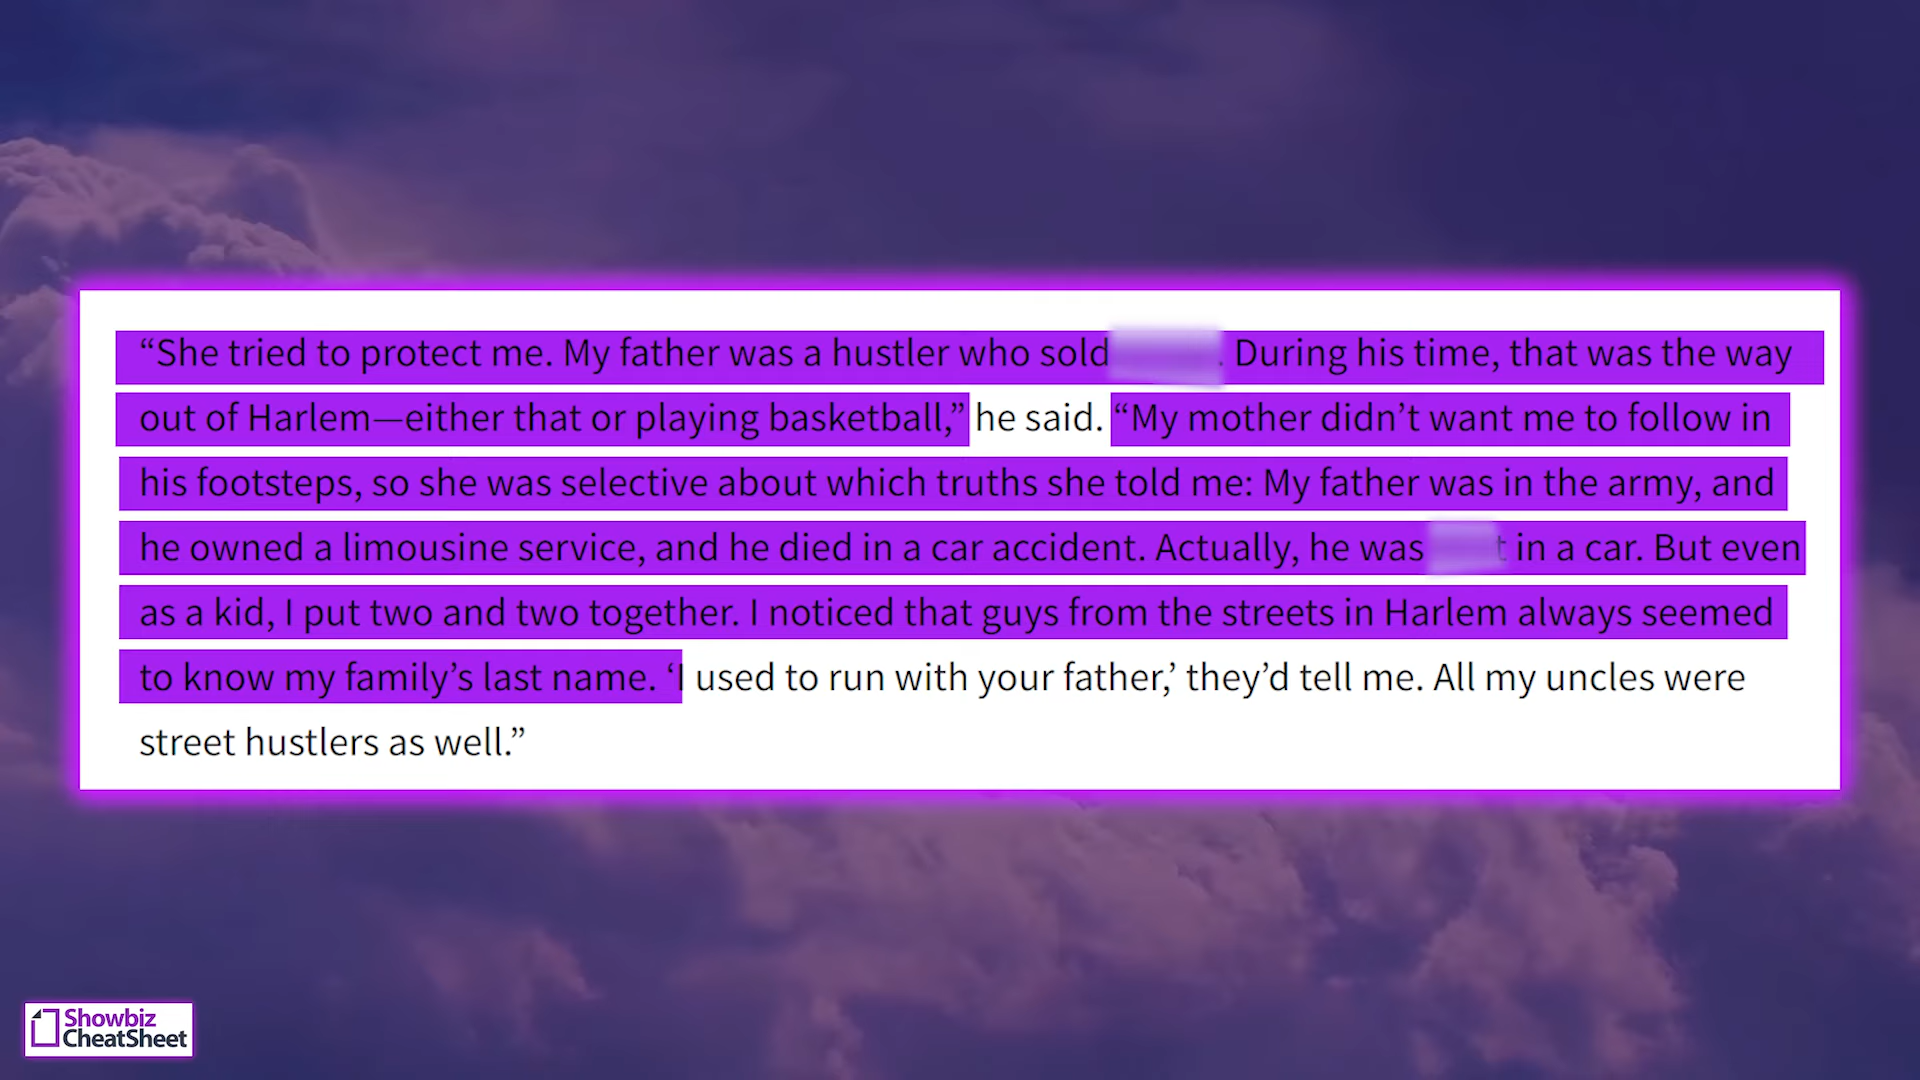 “She tried to protect me. My father was a hustler who sold . During his time, that was the way
out of Harlem—either that or playing basketball,” he said. “My mother didn’t want me to follow in
his footsteps, so she was selective about which truths she told me: My father was in the army, and
he owned a limousine service, and he died in a car accident. Actually, he was in a car. But even
as a kid, I put two and two together. I noticed that guys from the streets in Harlem always seemed
to know my family’s last name. ‘I used to run with your father,’ they’d tell me. All my uncles were
street hustlers as well.”
Showbiz
CheatSheet